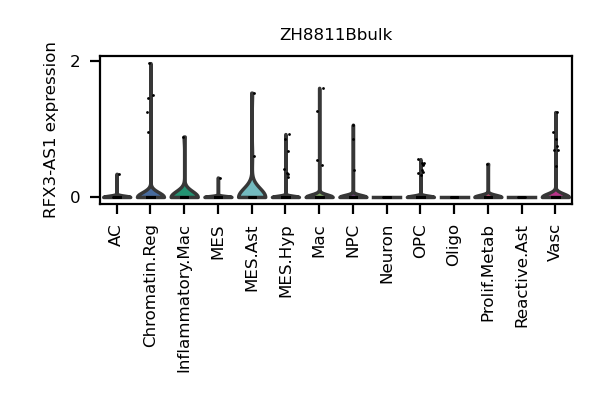 ZH8811Bbulk
RFX3-AS1 expression
2
0
AC
Chromatin.Reg
Inflammatory.Mac
MES
MES.Ast
MES.Hyp
Mac
NPC
Neuron
OPC
Oligo
Prolif.Metab
Reactive.Ast
Vasc